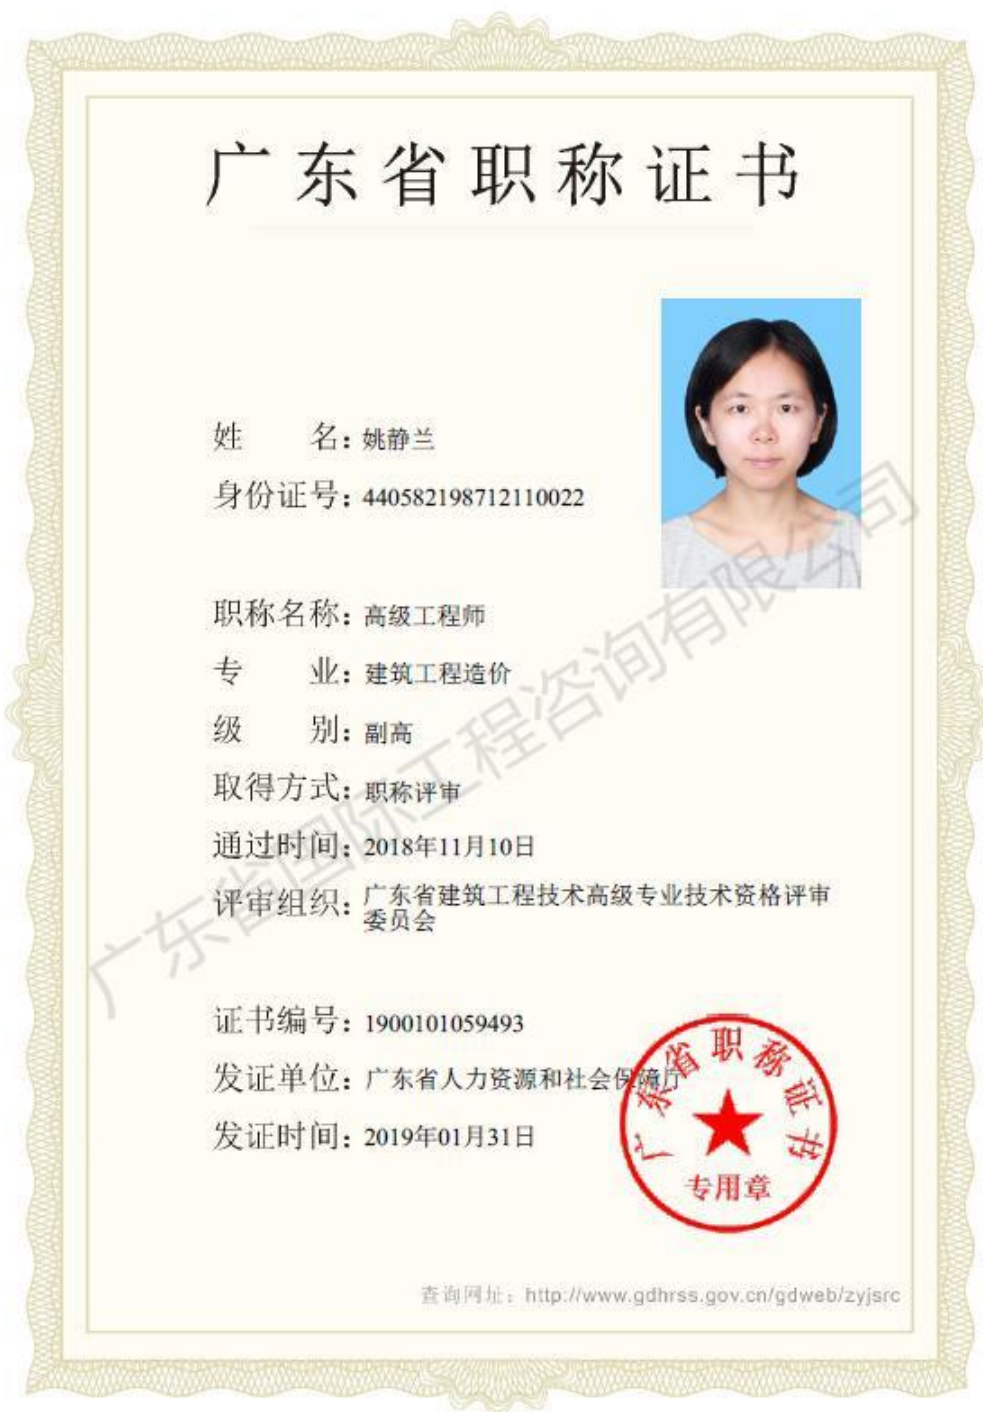 广东省职称证书
姓 名：姚静兰
身份证号：440582198712110022
职称名称：高级工程师
专 业：建筑工程造价
级 别：副高
取得方式：职称评审
通过时间：2018年11月10日
评审组织：广东省建筑工程技术高级专业技术资格评审
委员会
证书编号：1900101059493
发证单位：广东省人力资源和社会保障厅
发证时间：2019年01月31日
广东省职称证书
专用章
查询网址：http://www.gdhrss.gov.cn/gdweb/zyjsrc
广东省国际工程咨询有限公司